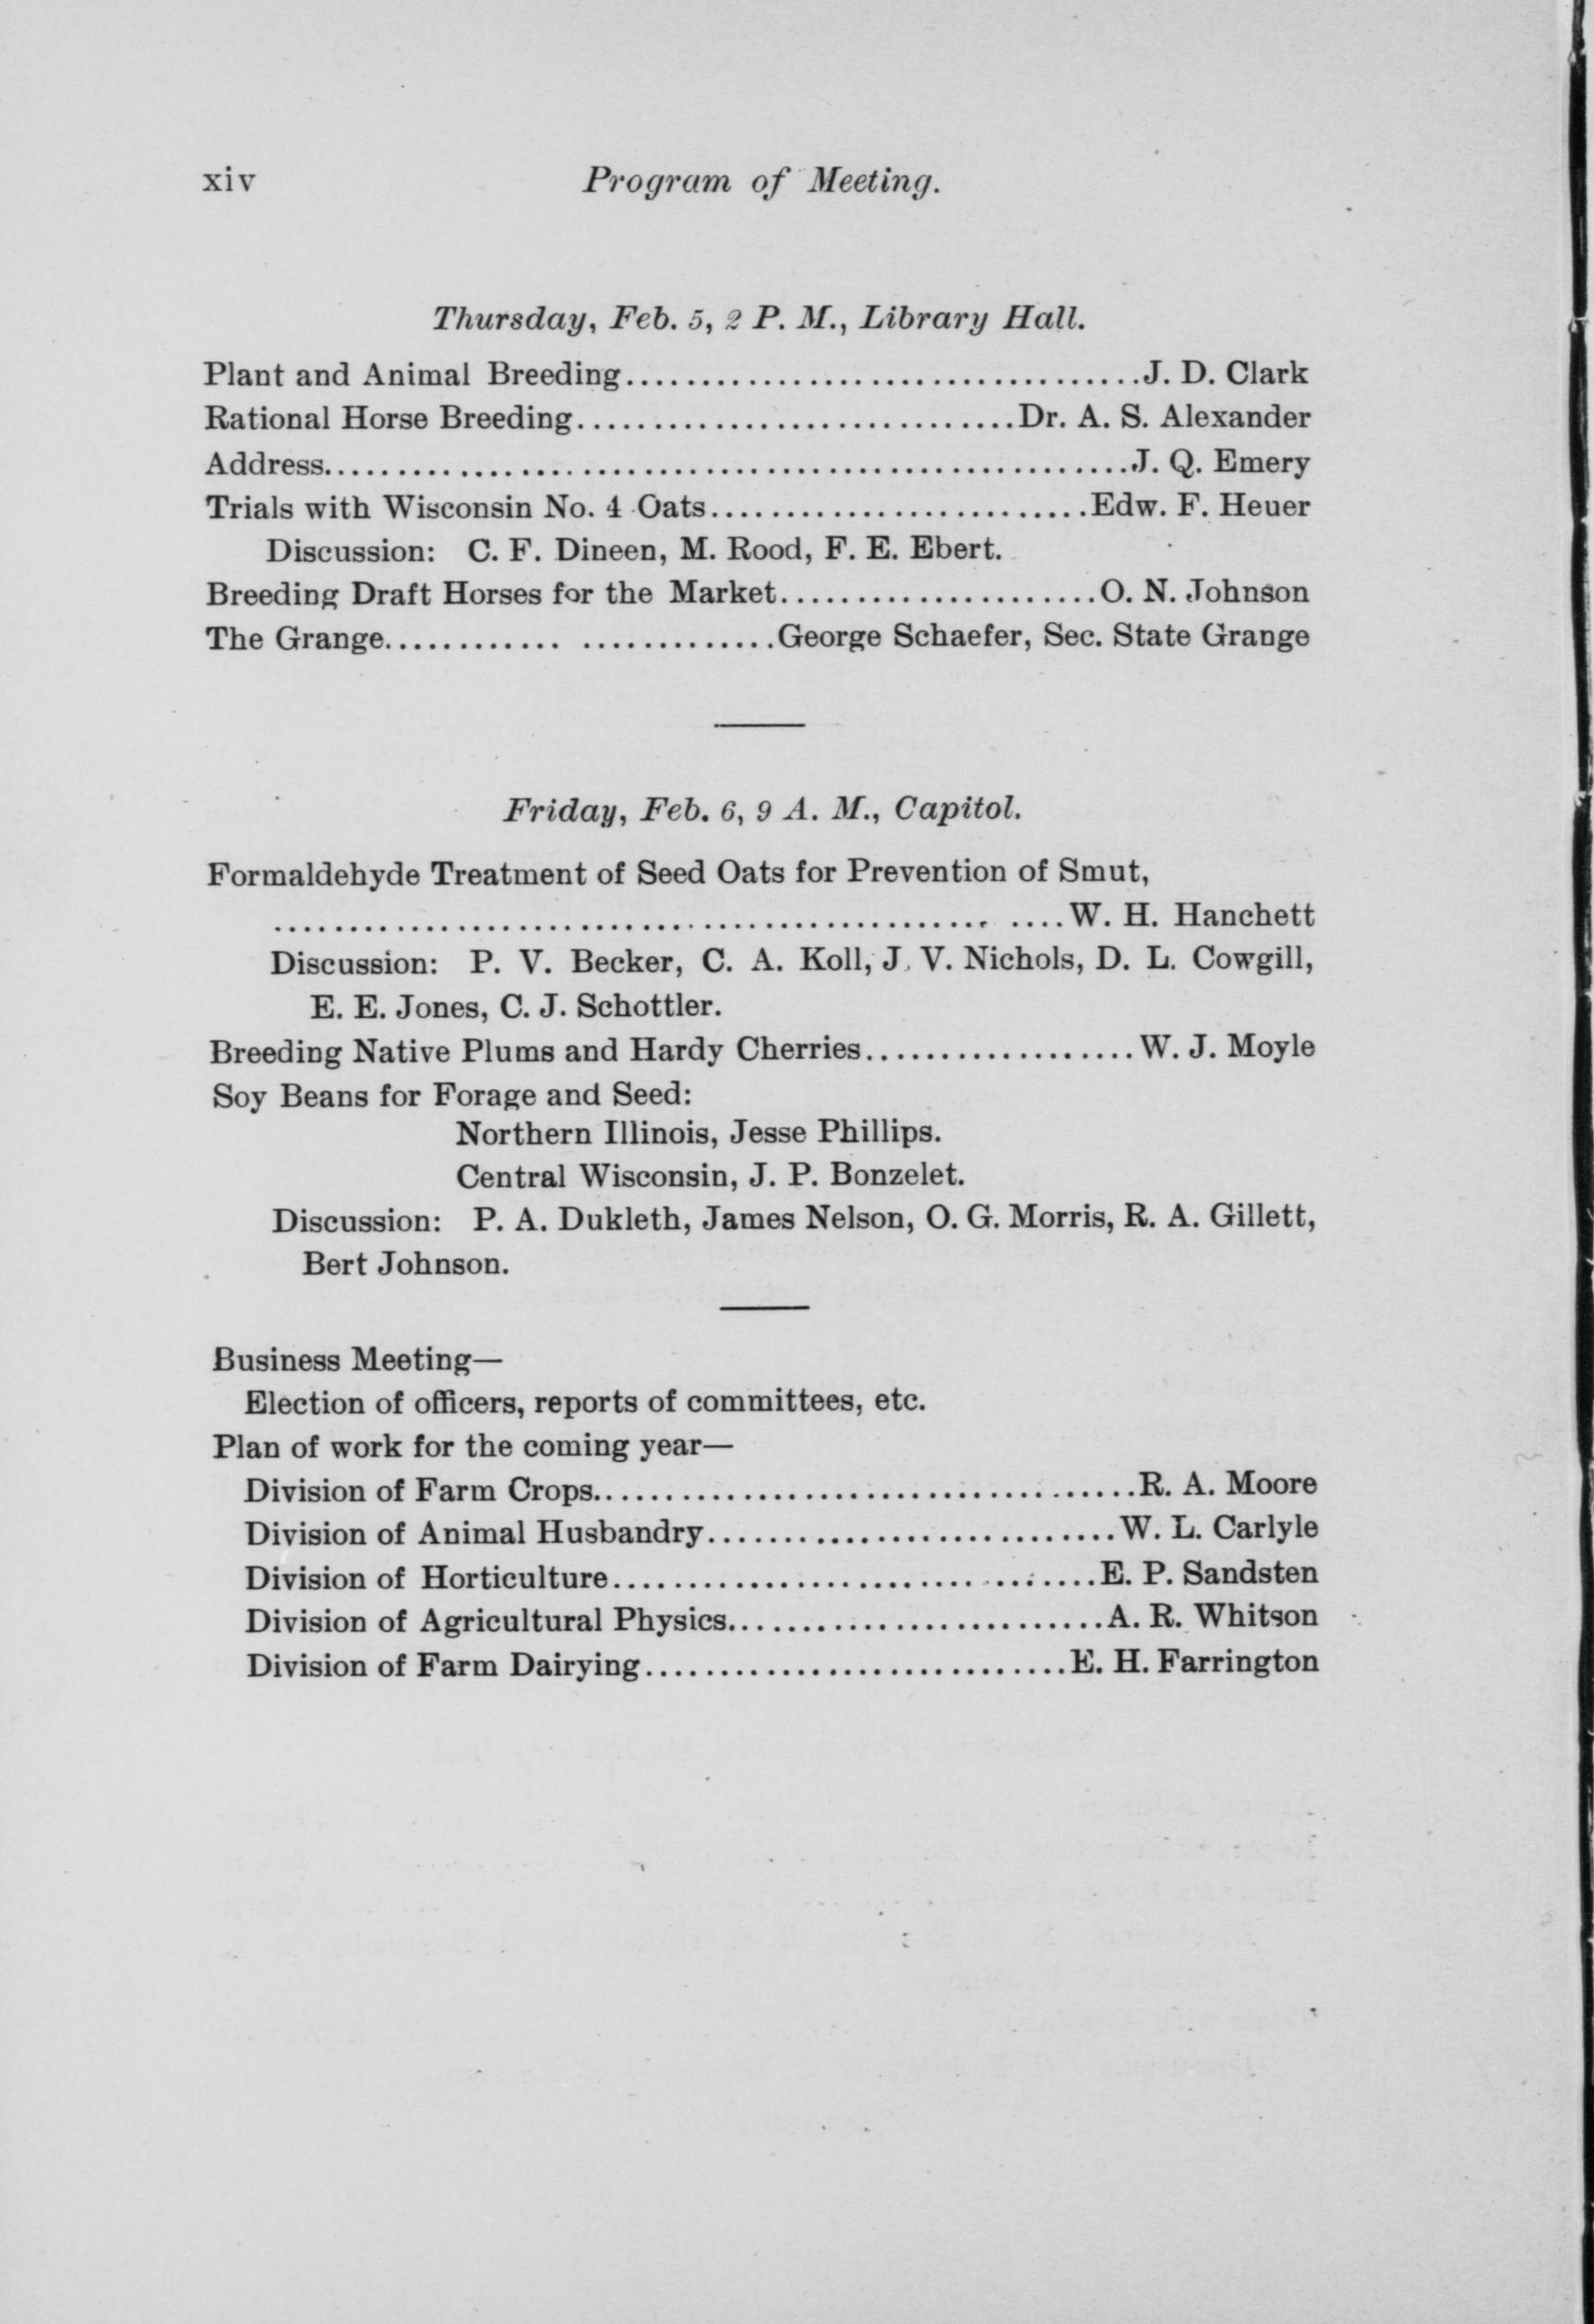 xiv Program of Meeting.
Thursday, Feb. 5, 2 P. M., Library Hall.
Plant and Animal Breeding..................................J. D. Clark
Rational Horse Breeding.............................Dr. A. S. Alexander
Address.....................................................J. Q. Emery
Trials with Wisconsin No. 4 Oats.........................Edw. F. Heuer
Discussion: C. F. Dineen, M. Rood, F. E. Ebert.
Breeding Draft Horses for the Market.....................O. N. Johnson
The Grange............ .............George Schaefer, Sec. State Grange
Friday, Feb. 6, 9 A. M., Capitol.
Formaldehyde Treatment of Seed Oats for Prevention of Smut,
............................................... ....W. H. Hanchett
Discussion: P. V. Becker, C. A. Koll, J. V. Nichols, D. L. Cowgill,
E. E. Jones, C. J. Schottler.
Breeding Native Plums and Hardy Cherries..................W. J. Moyle
Soy Beans for Forage and Seed:
Northern Illinois, Jesse Phillips.
Central Wisconsin, J. P. Bonzelet.
Discussion: P. A. Dukleth, James Nelson, O. G. Morris, R. A. Gillett,
Bert Johnson.
Business Meeting—
Election of officers, reports of committees, etc.
Plan of work for the coming year—
Division of Farm Crops....................................R. A. Moore
Division of Animal Husbandry...........................W. L. Carlyle
Division of Horticulture................................E. P. Sandsten
Division of Agricultural Physics.........................A. R. Whitson
Division of Farm Dairying............................E. H. Farrington